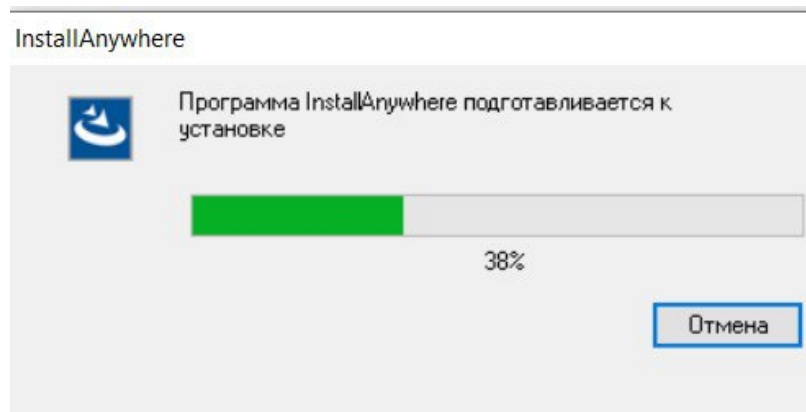 InstallAnywhere
Программа InstallAnywhere подготавливается к
установке
38%
Отмена